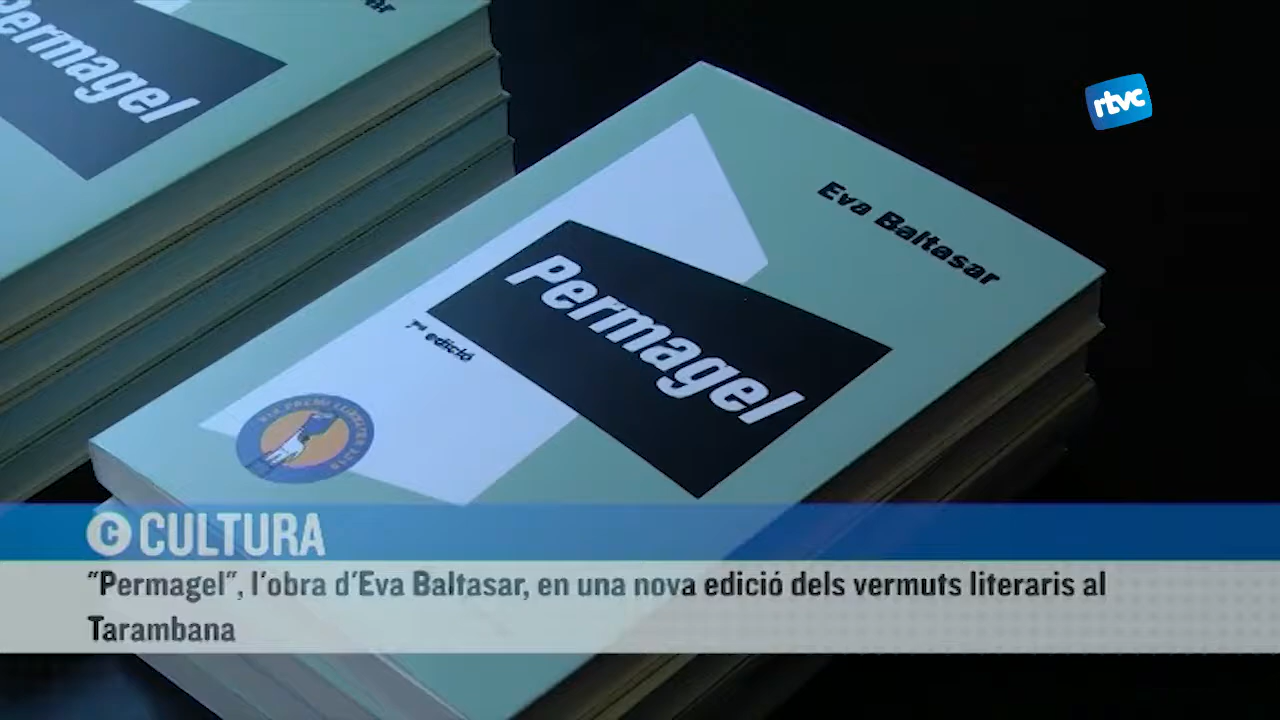 Permagel
rtvc
Eva Baltasar
Permagel
7ª edició
CULTURA
"Permagel", l'obra d'Eva Baltasar, en una nova edició dels vermuts literaris al
Tarambana